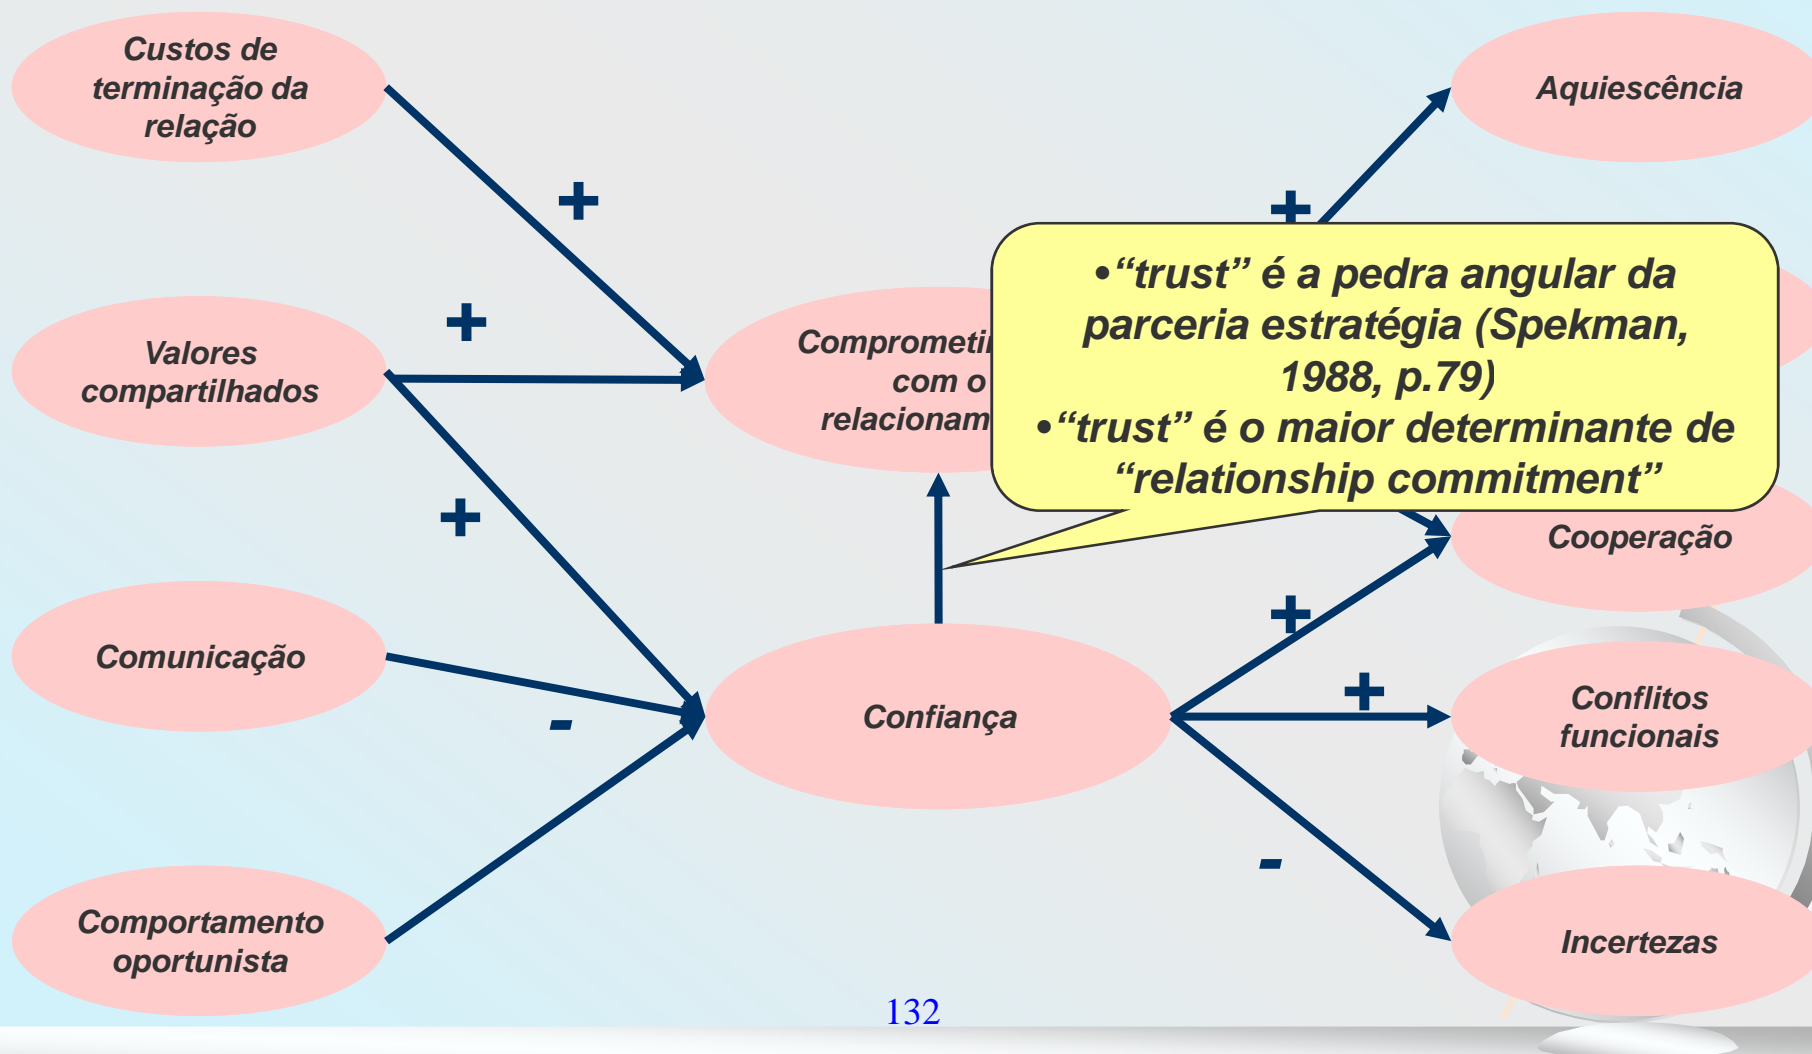 Custos de
terminação da
relação
Aquiescência
+
+
+
Valores
compartilhados
com o
•“trust” é a pedra angular da
parceria estratégia (Spekman,
1988, p.79)
•“trust” é o maior determinante de
“relationship commitment”
+
Cooperação
+
Comunicação
-
Confiança
+
Conflitos
funcionais
-
Comportamento
oportunista
Incertezas
132